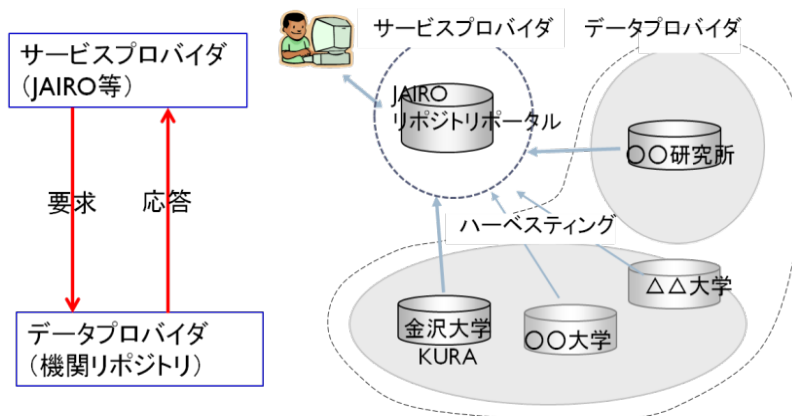 サービスプロバイダ
（JAIRO等）
要求
応答
データプロバイダ
（機関リポジトリ）
サービスプロバイダ
データプロバイダ
JAIRO
リポジトリポータル
〇〇研究所
ハーベスティング
△△大学
金沢大学
KURA
〇〇大学